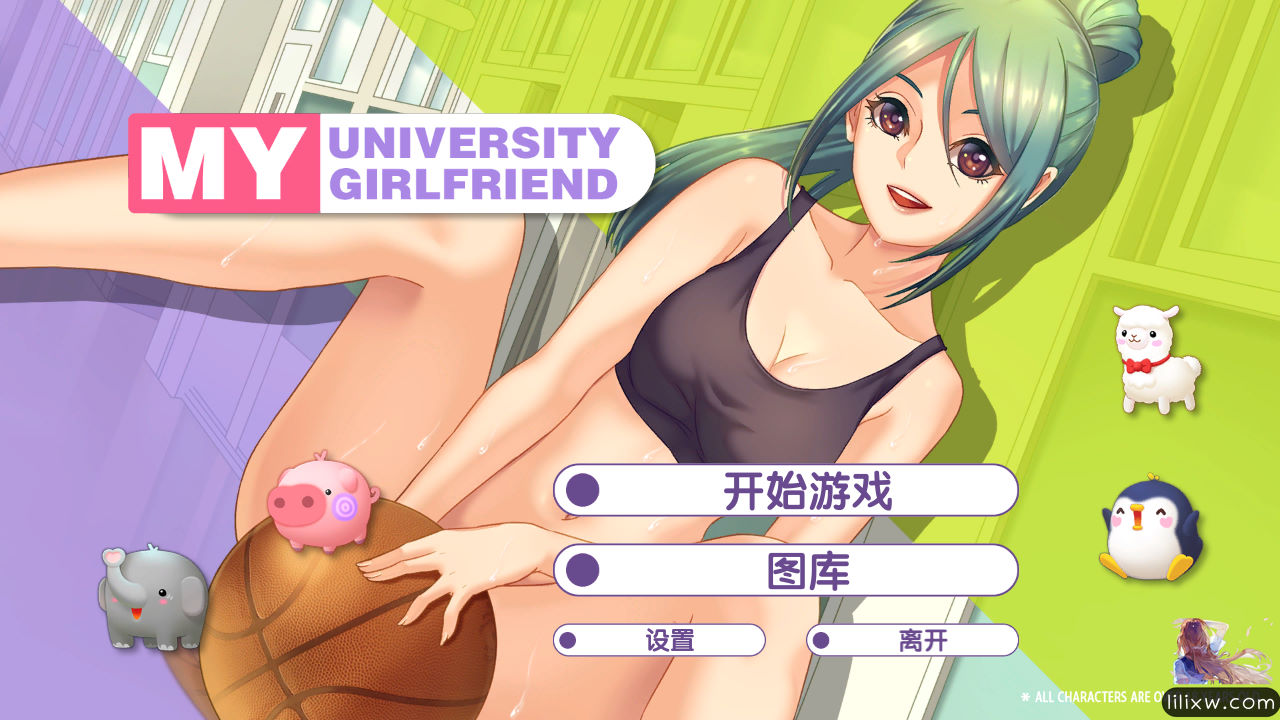 MY UNIVERSITY
GIRLFRIEND
开始游戏
图库
设置
离开
* ALL CHARACTERS ARE
lilixw.com